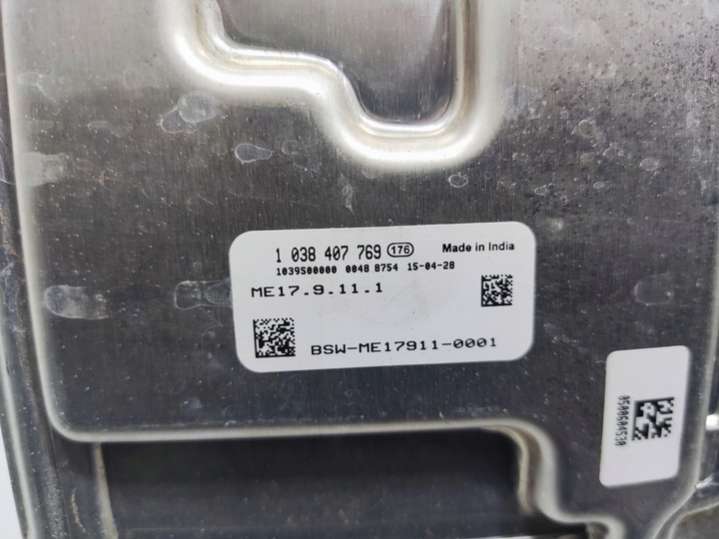 1 038 407 769 176 Made in India
1039S00000 0048 8754 15-04-28
ME17.9.11.1
BSW-ME17911-0001
0500604530